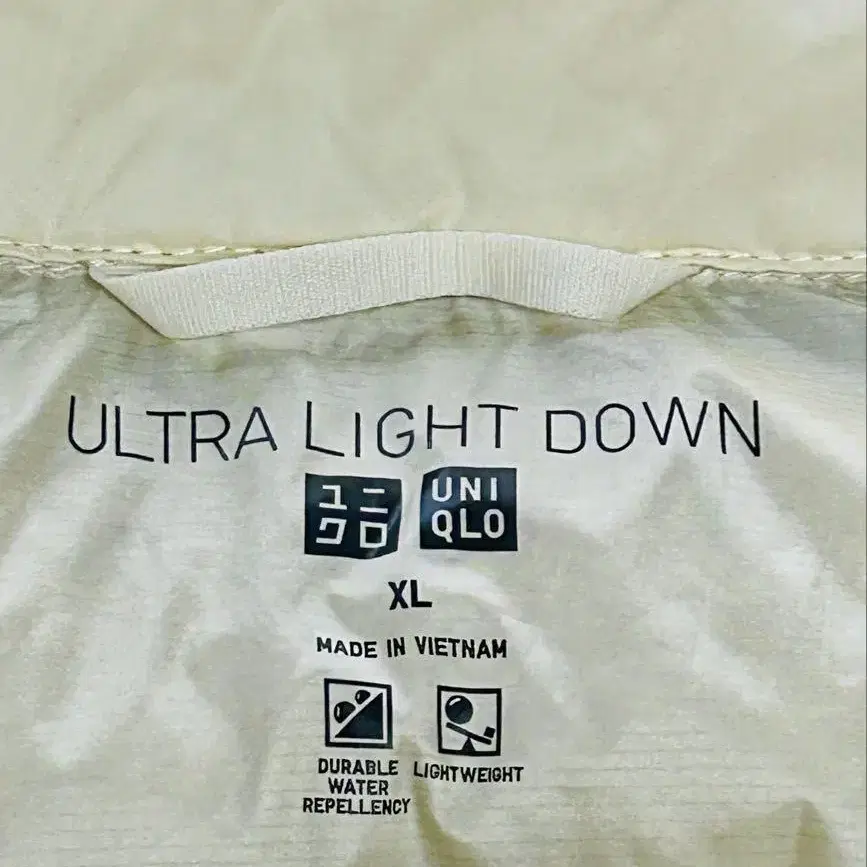 ULTRA LIGHT DOWN
ユニ UNI
クロ QLO
XL
MADE IN VIETNAM
DURABLE LIGHTWEIGHT
WATER
REPELLENCY